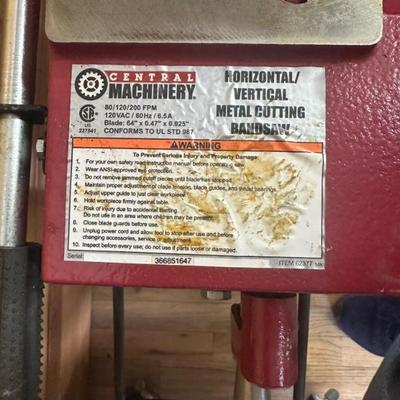 CENTRAL
MACHINERY.
HORIZONTAL/
VERTICAL
METAL CUTTING
BANDSAW
80/120/200 FPM
120VAC / 60Hz / 6.5A
Blade: 64" x 0.47" x 0.025"
CONFORMS TO UL STD 987
US
227841
WARNING
To Prevent Serious Injury and Property Damage:
1. For your own safety read instruction manual before operating saw.
2. Wear ANSI-approved eye protection.
3. Do not remove jammed cutoff pieces until blade has stopped.
4. Maintain proper adjustment of blade tension, blade guides, and thrust bearings.
5. Adjust upper guide to just clear workpiece.
6. Hold workpiece firmly against table.
7. Risk of injury due to accidental starting.
Do not use in an area where children may be present.
8. Close blade guards before use.
9. Unplug power cord and allow tool to stop after use and before
changing accessories, service or adjustment.
10. Inspect before every use; do not use if parts loose or damaged.
Serial:
366851647
ITEM 62377